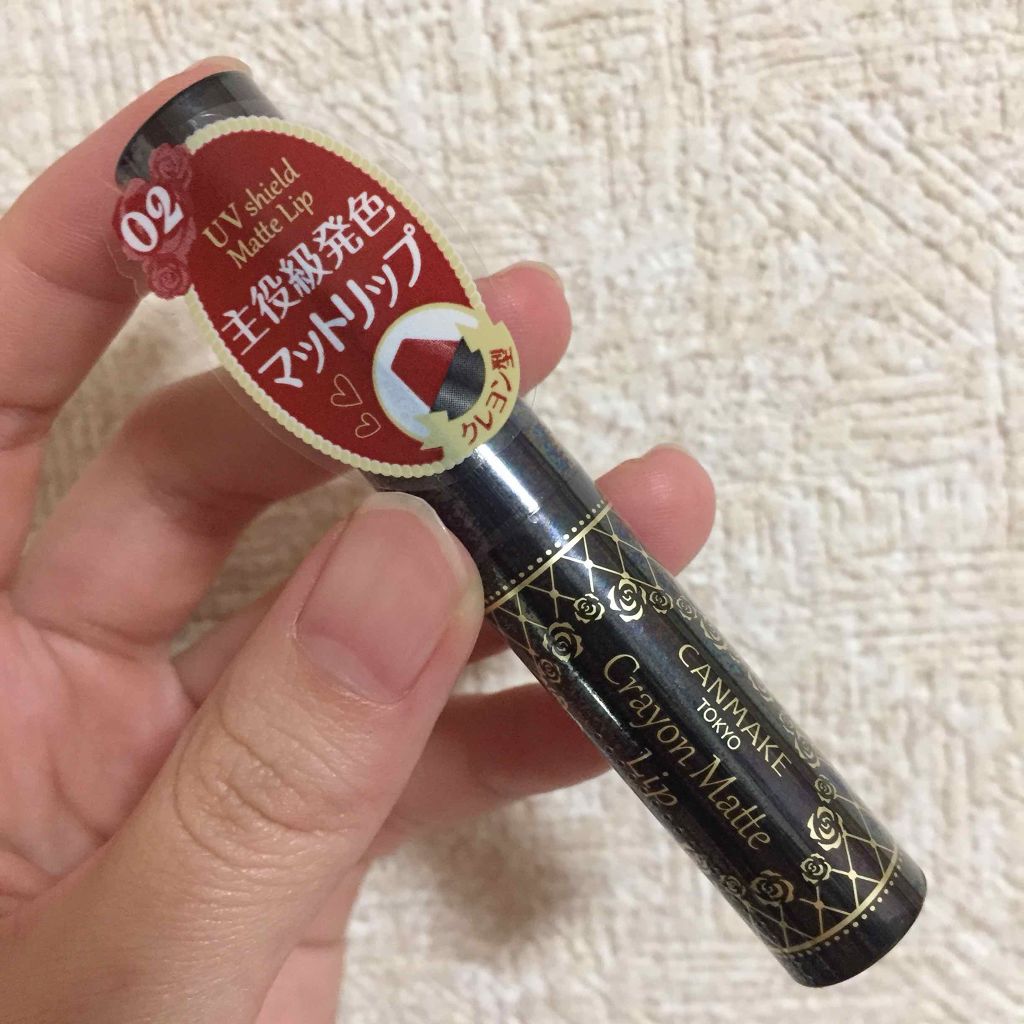 02
UV shield
Matte Lip
主役級発色
マットリップ
クレヨン型
CANMAKE
TOKYO
Crayon Matte
Lip